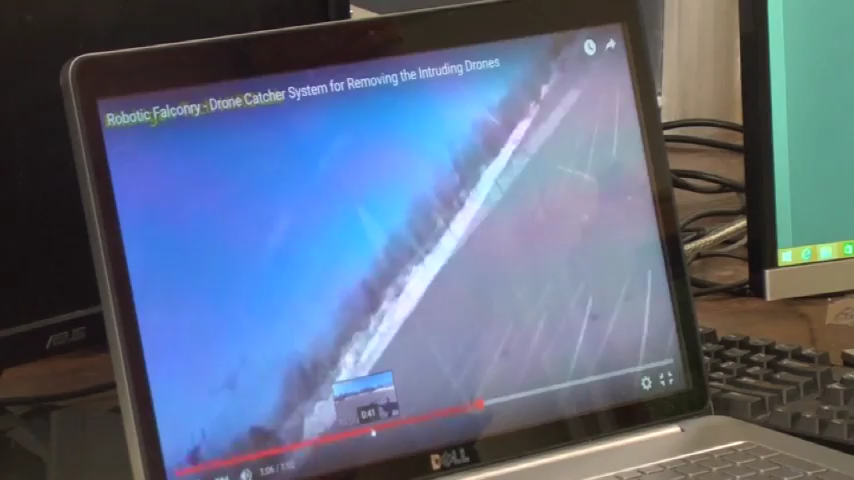 Robotic Falconry - Drone Catcher System for Removing the Intruding Drones
0:41
DELL
ASUS